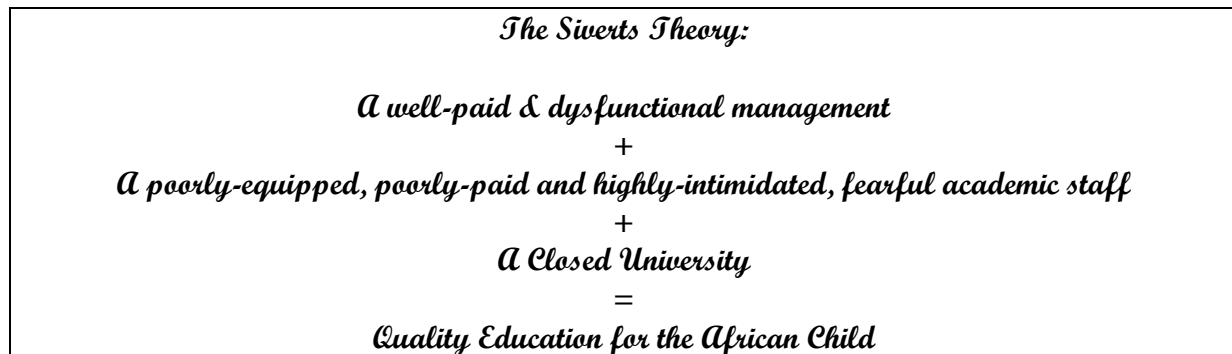 The Siverts Theory:
A well-paid & dysfunctional management
+
A poorly-equipped, poorly-paid and highly-intimidated, fearful academic staff
+
A Closed University
=
Quality Education for the African Child